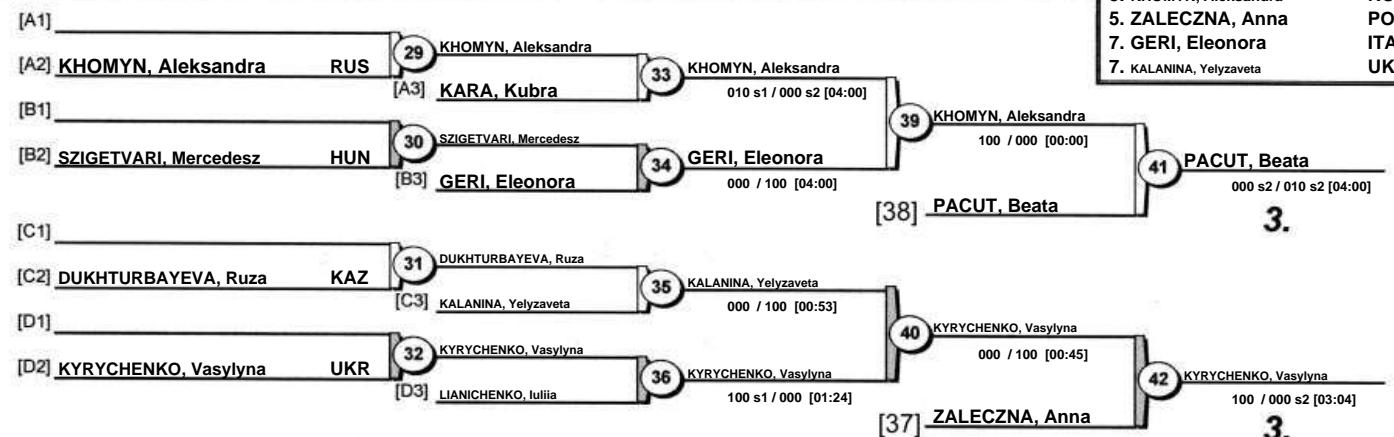 5. ZALECZNA, Anna PO
7. GERI, Eleonora ITA
7. KALANINA, Yelyzaveta UK
[A1]
[A2] KHOMYN, Aleksandra RUS
29 KHOMYN, Aleksandra
[A3] KARA, Kubra
33 KHOMYN, Aleksandra
010 s1 / 000 s2 [04:00]
[B1]
[B2] SZIGETVARI, Mercedesz HUN
30 SZIGETVARI, Mercedesz
[B3] GERI, Eleonora
34 GERI, Eleonora
000 / 100 [04:00]
39 KHOMYN, Aleksandra
100 / 000 [00:00]
[38] PACUT, Beata
41 PACUT, Beata
000 s2 / 010 s2 [04:00]
3.
[C1]
[C2] DUKHTURBAYEVA, Ruza KAZ
31 DUKHTURBAYEVA, Ruza
[C3] KALANINA, Yelyzaveta
35 KALANINA, Yelyzaveta
000 / 100 [00:53]
[D1]
[D2] KYRYCHENKO, Vasylyna UKR
32 KYRYCHENKO, Vasylyna
[D3] LIANICHENKO, Iuliia
36 KYRYCHENKO, Vasylyna
100 s1 / 000 [01:24]
40 KYRYCHENKO, Vasylyna
000 / 100 [00:45]
[37] ZALECZNA, Anna
42 KYRYCHENKO, Vasylyna
100 / 000 s2 [03:04]
3.